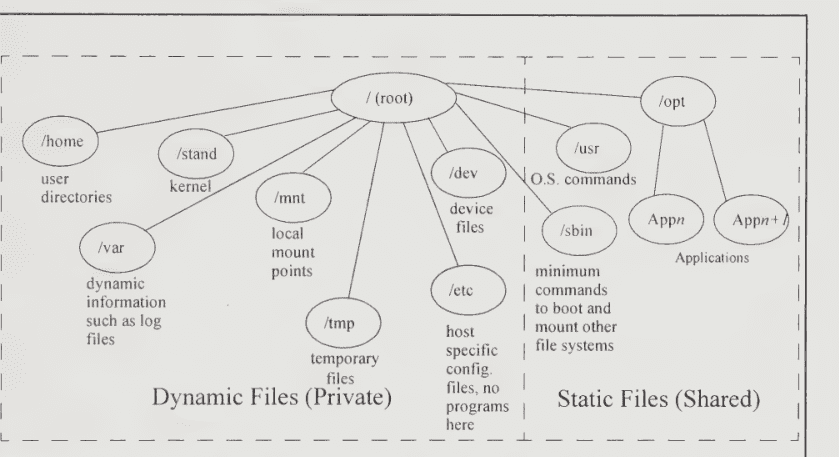 / (root)
/opt
/home
user
directories
/stand
kernel
/usr
O.S. commands
/dev
device
files
/mnt
local
mount
points
Appn
Appn+1
Applications
/var
dynamic
information
such as log
files
/sbin
minimum
commands
to boot and
mount other
file systems
/etc
host
specific
config.
files, no
programs
here
/tmp
temporary
files
Dynamic Files (Private)
Static Files (Shared)